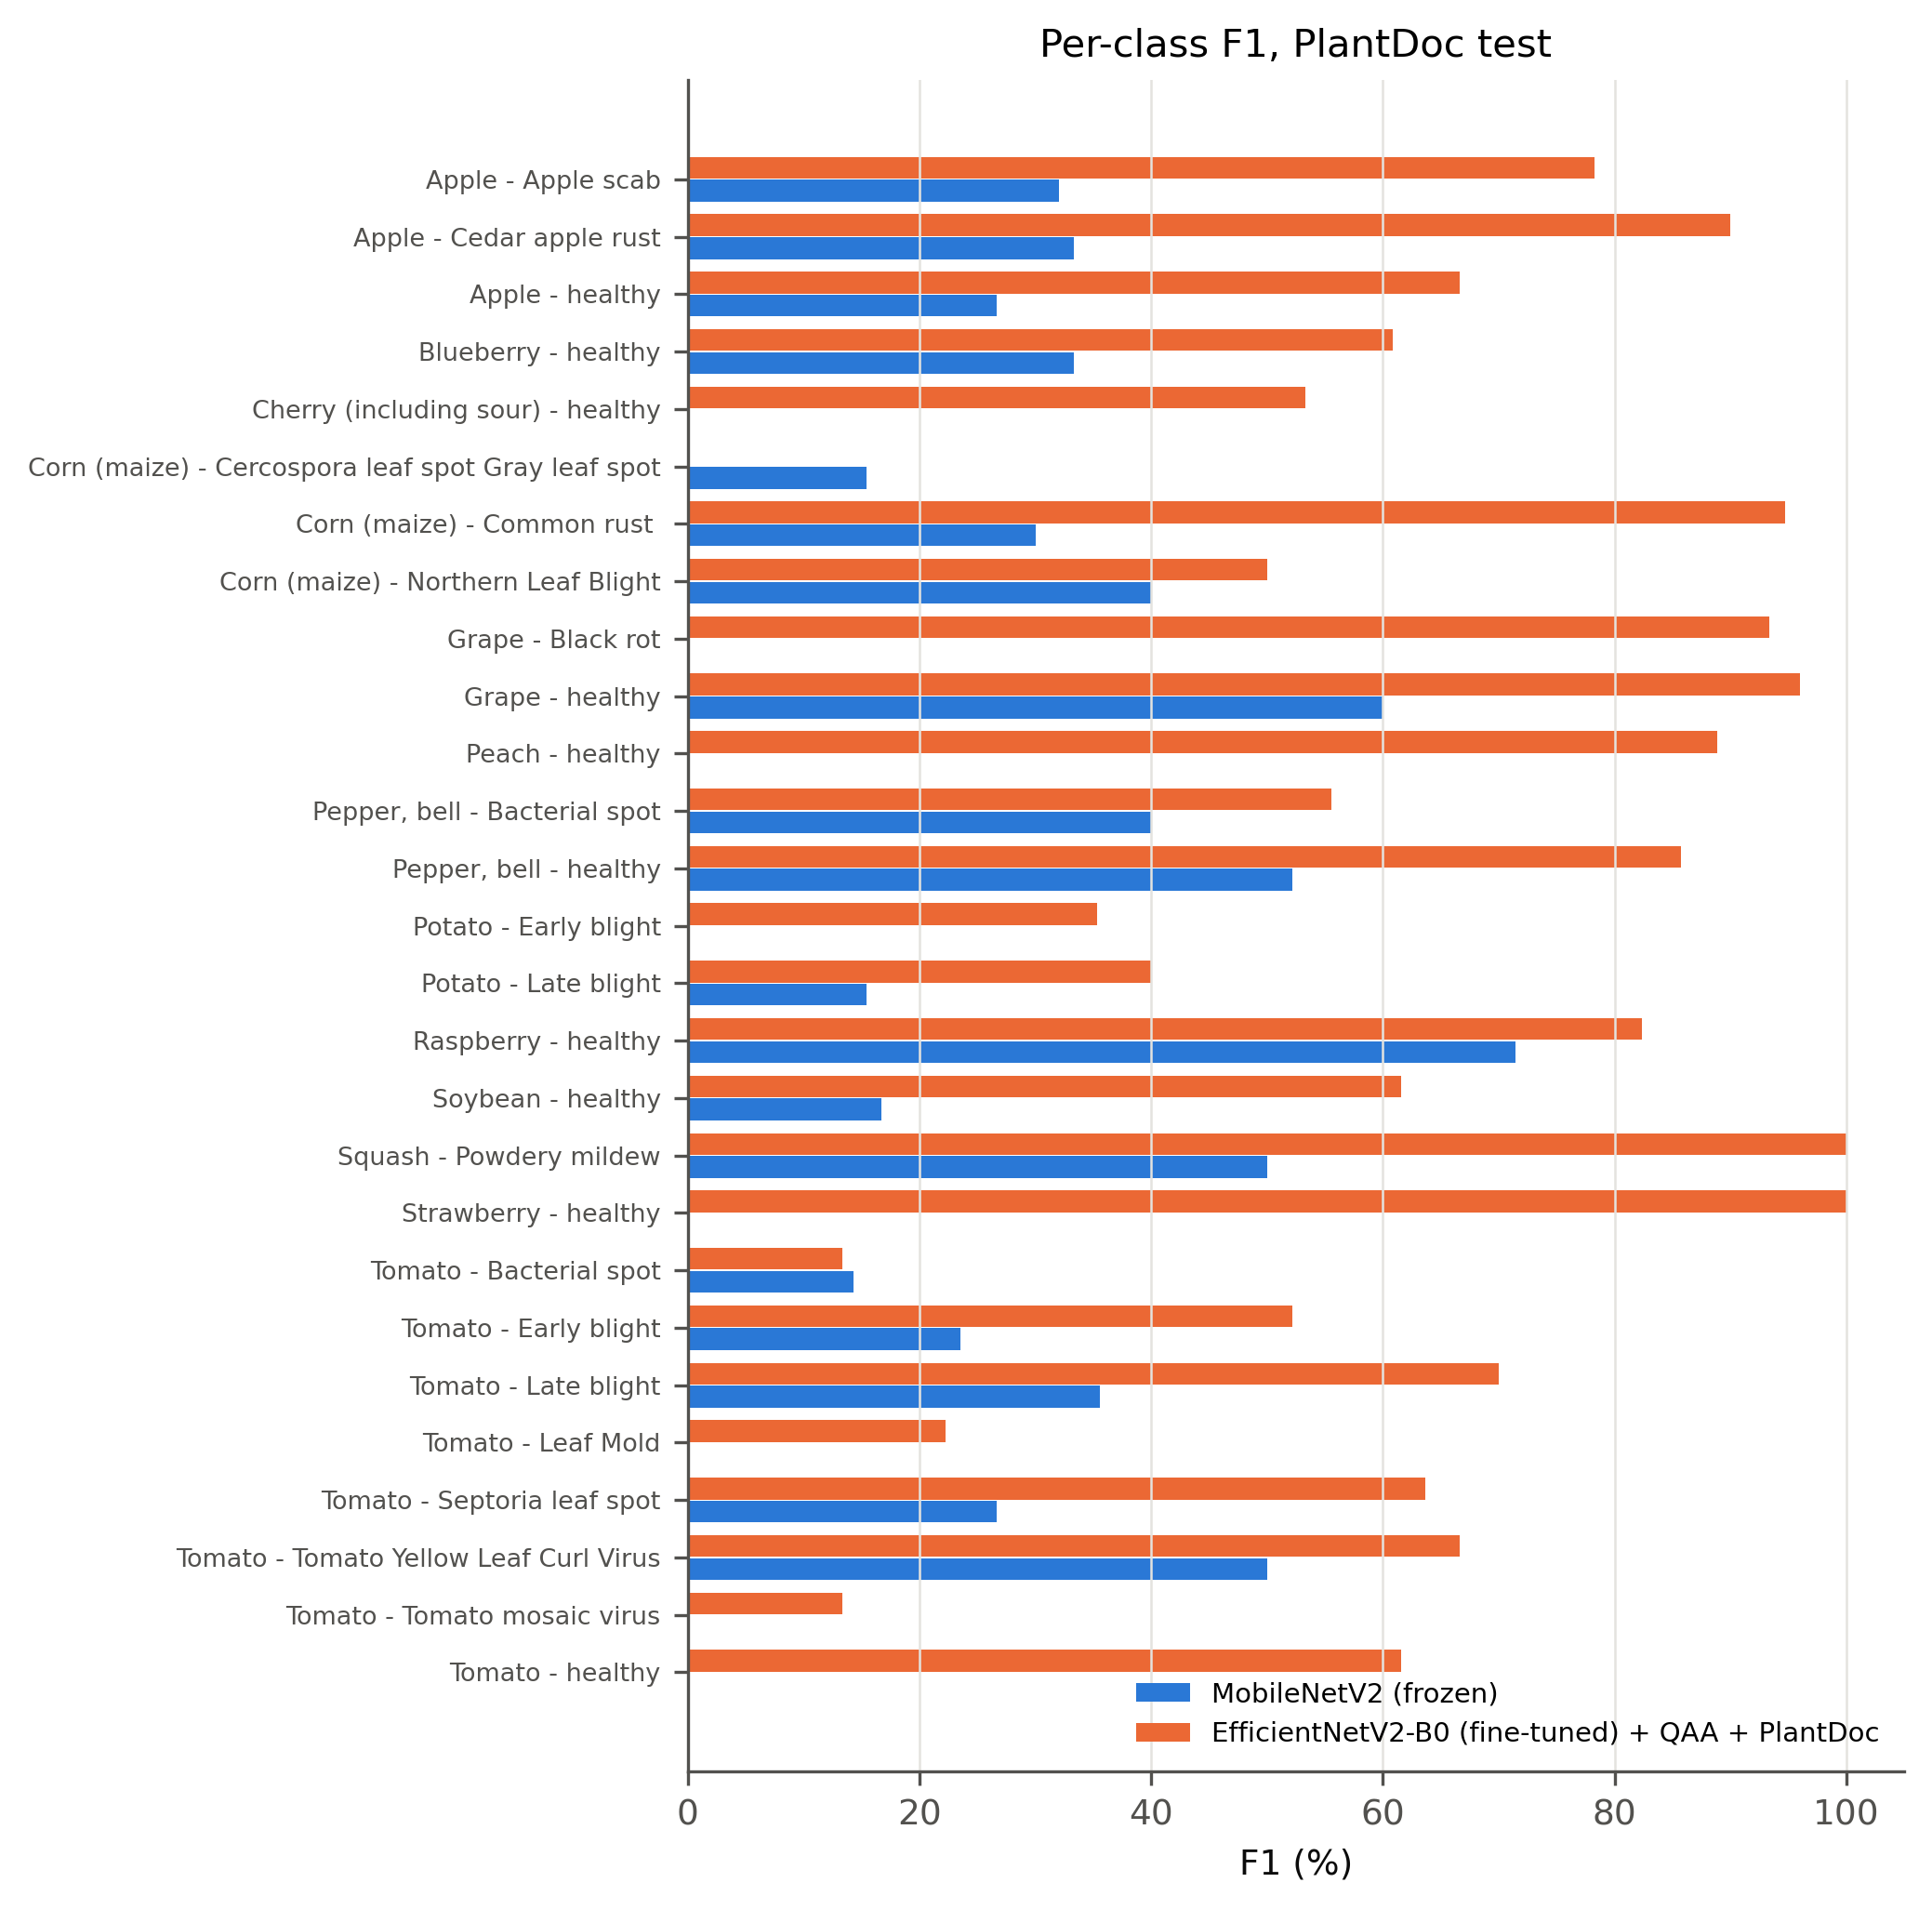 Per-class F1, PlantDoc test
Apple - Apple scab
Apple - Cedar apple rust
Apple - healthy
Blueberry - healthy
Cherry (including sour) - healthy
Corn (maize) - Cercospora leaf spot Gray leaf spot
Corn (maize) - Common rust
Corn (maize) - Northern Leaf Blight
Grape - Black rot
Grape - healthy
Peach - healthy
Pepper, bell - Bacterial spot
Pepper, bell - healthy
Potato - Early blight
Potato - Late blight
Raspberry - healthy
Soybean - healthy
Squash - Powdery mildew
Strawberry - healthy
Tomato - Bacterial spot
Tomato - Early blight
Tomato - Late blight
Tomato - Leaf Mold
Tomato - Septoria leaf spot
Tomato - Tomato Yellow Leaf Curl Virus
Tomato - Tomato mosaic virus
Tomato - healthy
MobileNetV2 (frozen)
EfficientNetV2-B0 (fine-tuned) + QAA + PlantDoc
0 20 40 60 80 100
F1 (%)